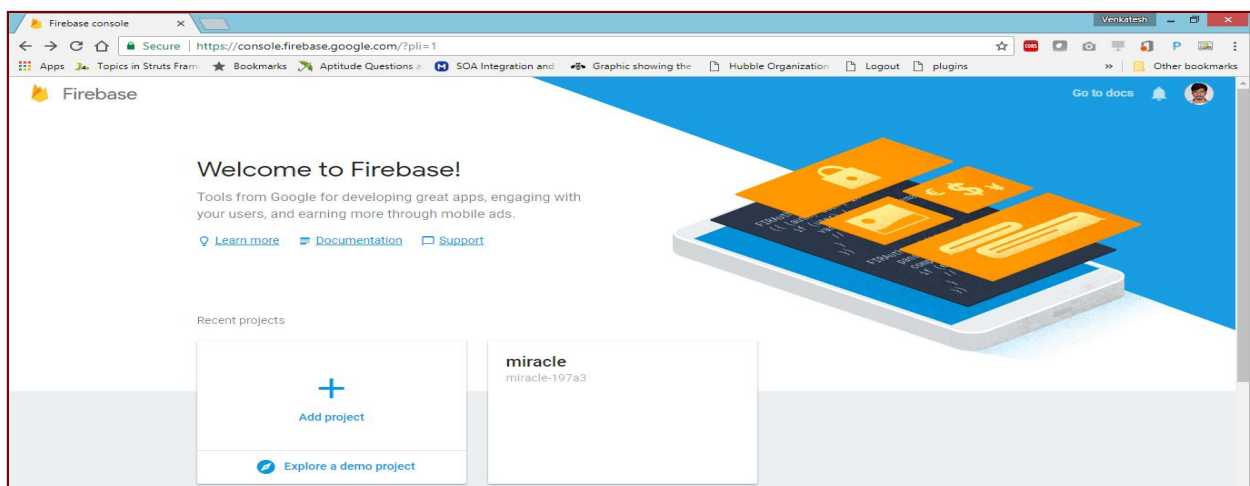 Firebase console
Venkatesh
Secure https://console.firebase.google.com/?pli=1
Apps Topics in Struts Fram Bookmarks Aptitude Questions a SOA Integration and Graphic showing the Hubble Organization Logout plugins » Other bookmarks
Firebase
Go to docs
Welcome to Firebase!
Tools from Google for developing great apps, engaging with
your users, and earning more through mobile ads.
Learn more Documentation Support
Recent projects
miracle
miracle-197a3
Add project
Explore a demo project